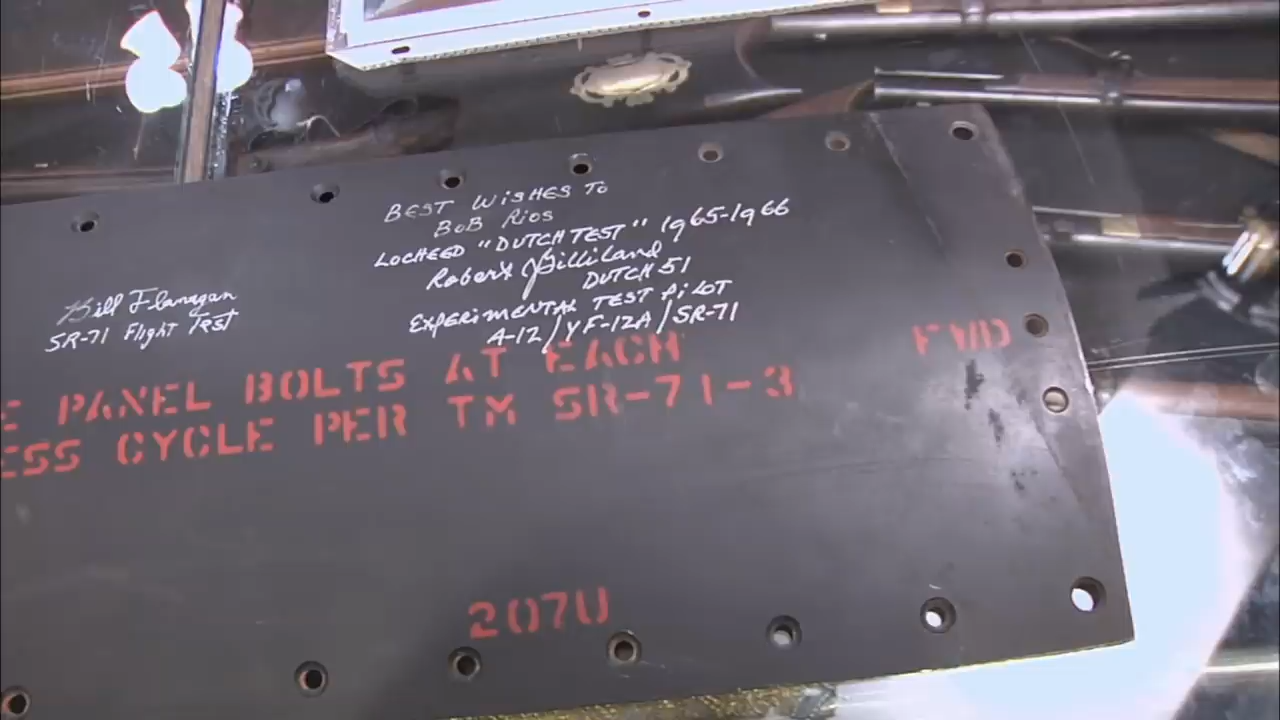 BEST WISHES TO
BOB RIOS
LOCHEED "DUTCH TEST" 1965-1966
Robert J Gilliland
DUTCH 51
EXPERIMENTAL TEST PILOT
A-12/YF-12A/SR-71
Bill Flanagan
SR-71 Flight Test
E PANEL BOLTS AT EACH
ESS CYCLE PER TM SR-71-3
FWD
207U